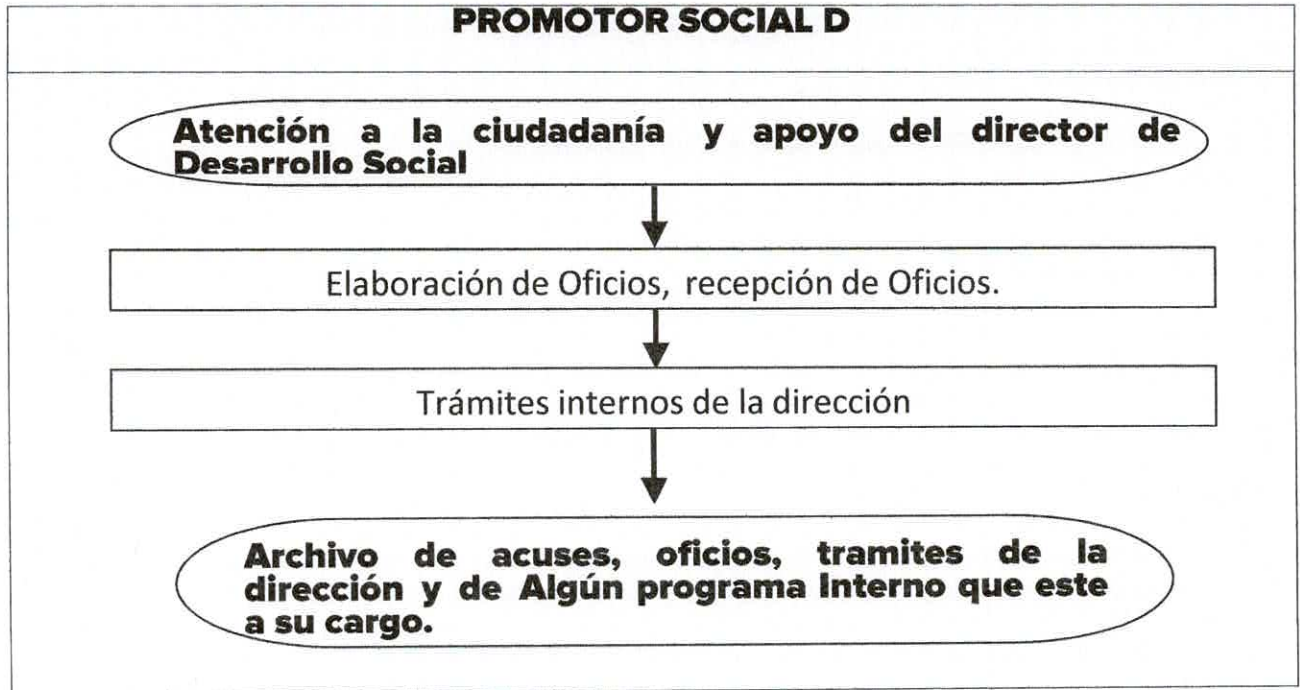 PROMOTOR SOCIAL D
Atención a la ciudadanía y apoyo del director de
Desarrollo Social
Elaboración de Oficios, recepción de Oficios.
Trámites internos de la dirección
Archivo de acuses, oficios, tramites de la
dirección y de Algún programa Interno que este
a su cargo.